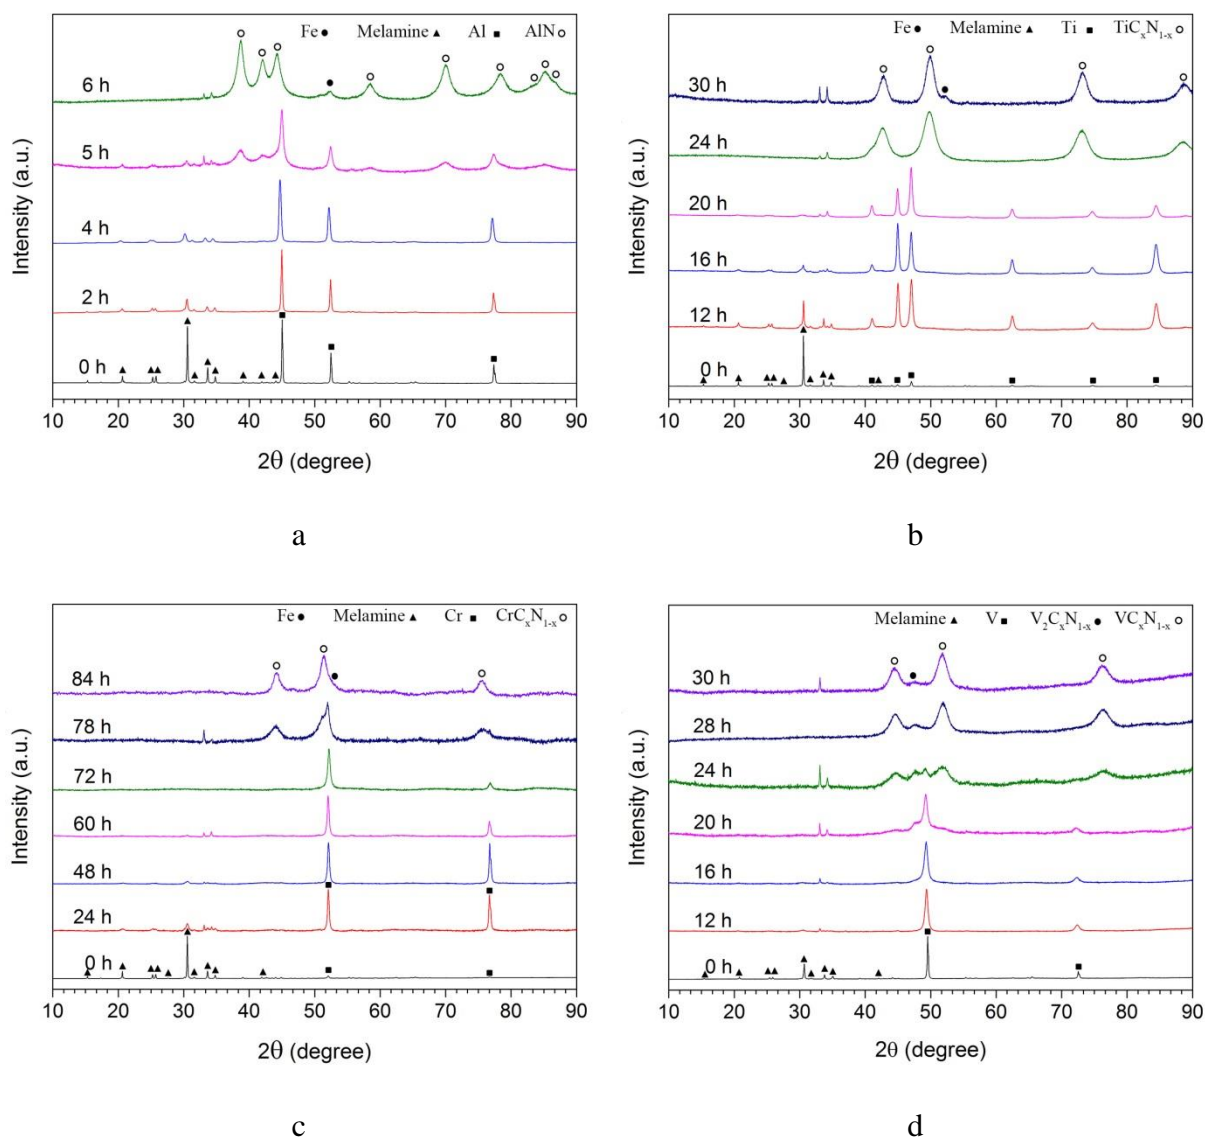 Fe● Melamine▲ Al ■ AlN○
6 h
5 h
4 h
2 h
0 h
Intensity (a.u.)
10 20 30 40 50 60 70 80 90
2θ (degree)
a
Fe● Melamine▲ Ti ■ TiCxN1-x○
30 h
24 h
20 h
16 h
12 h
0 h
Intensity (a.u.)
10 20 30 40 50 60 70 80 90
2θ (degree)
b
Fe● Melamine▲ Cr ■ CrCxN1-x○
84 h
78 h
72 h
60 h
48 h
24 h
0 h
Intensity (a.u.)
10 20 30 40 50 60 70 80 90
2θ (degree)
c
Melamine▲ V■ V2CxN1-x● VCxN1-x○
30 h
28 h
24 h
20 h
16 h
12 h
0 h
Intensity (a.u.)
10 20 30 40 50 60 70 80 90
2θ (degree)
d